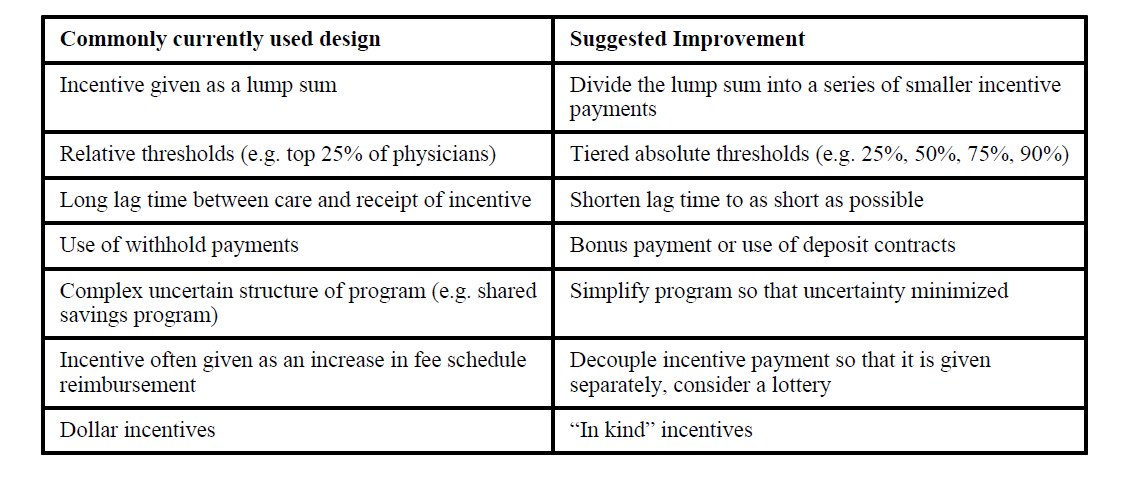 Commonly currently used design
Suggested Improvement
Incentive given as a lump sum
Divide the lump sum into a series of smaller incentive
payments
Relative thresholds (e.g. top 25% of physicians)
Tiered absolute thresholds (e.g. 25%, 50%, 75%, 90%)
Long lag time between care and receipt of incentive
Shorten lag time to as short as possible
Use of withhold payments
Bonus payment or use of deposit contracts
Complex uncertain structure of program (e.g. shared
savings program)
Simplify program so that uncertainty minimized
Incentive often given as an increase in fee schedule
reimbursement
Decouple incentive payment so that it is given
separately, consider a lottery
Dollar incentives
“In kind” incentives